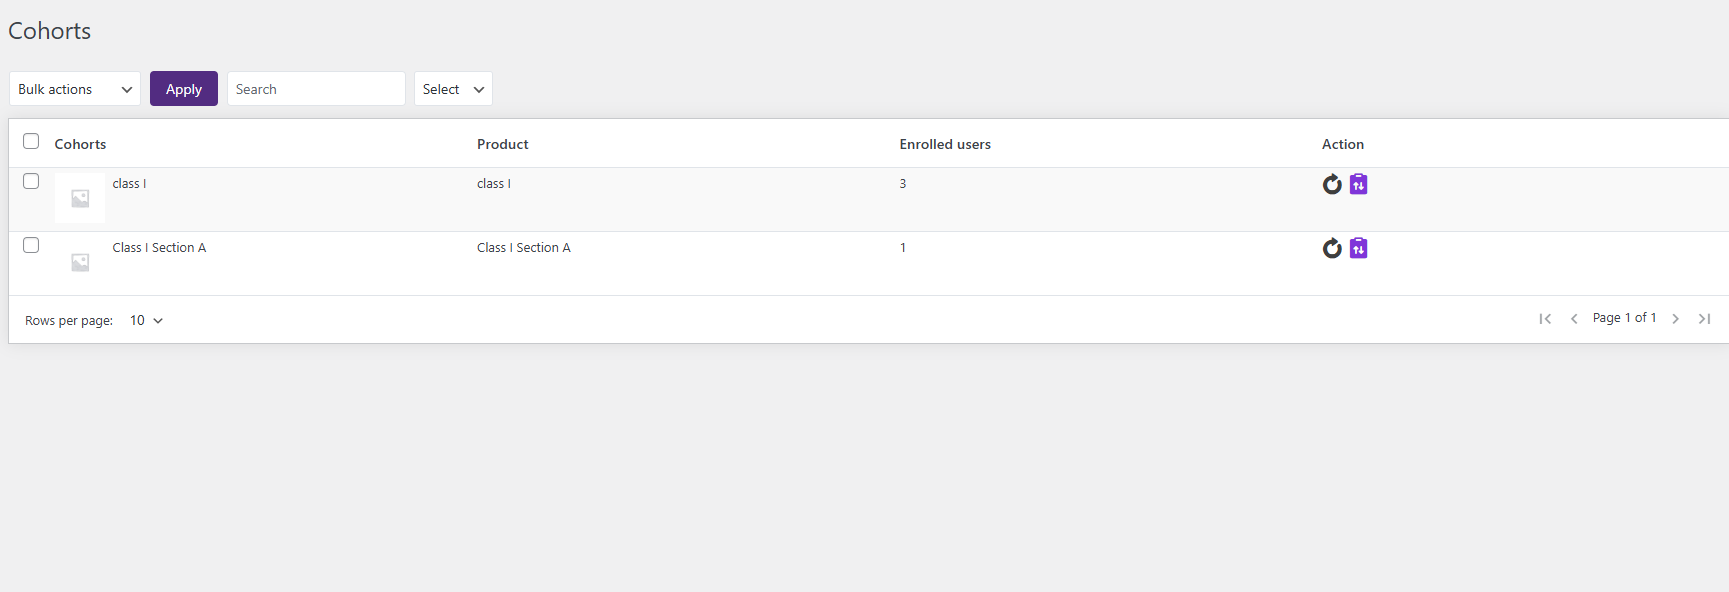 Cohorts
Bulk actions Apply Search Select
Cohorts Product Enrolled users Action
class I class I 3
Class I Section A Class I Section A 1
Rows per page: 10 Page 1 of 1